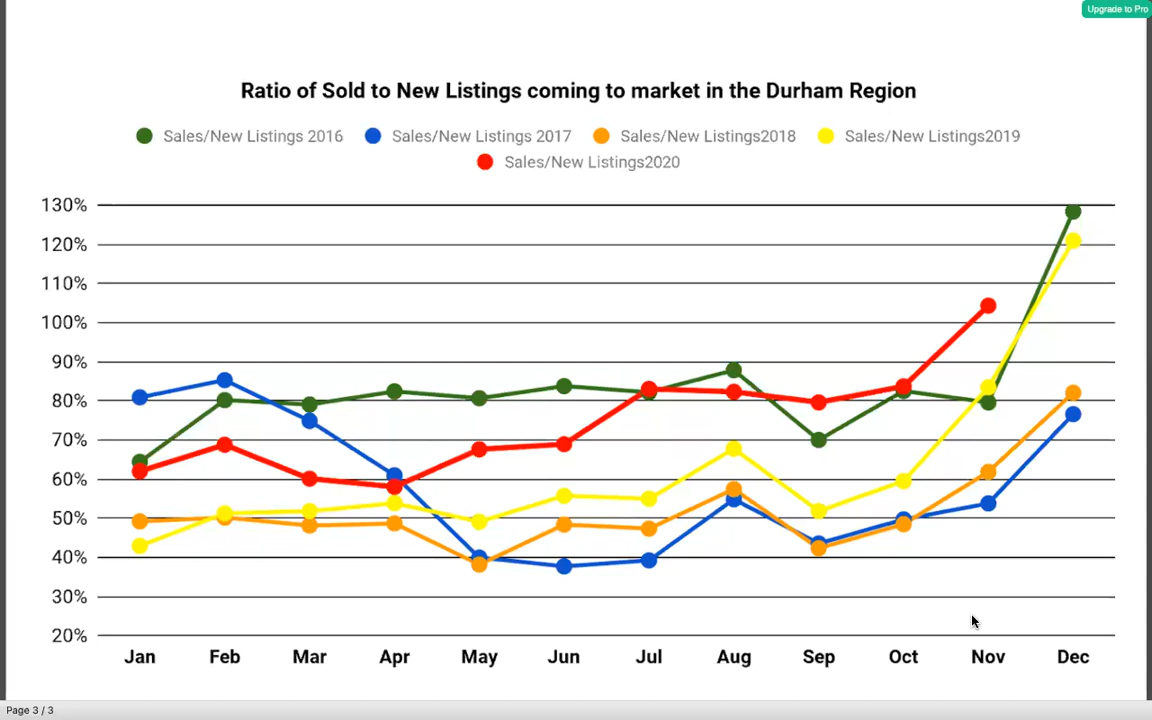 Upgrade to Pro
Ratio of Sold to New Listings coming to market in the Durham Region
Sales/New Listings 2016 Sales/New Listings 2017 Sales/New Listings2018 Sales/New Listings2019
Sales/New Listings2020
130%
120%
110%
100%
90%
80%
70%
60%
50%
40%
30%
20%
Jan Feb Mar Apr May Jun Jul Aug Sep Oct Nov Dec
Page 3 / 3